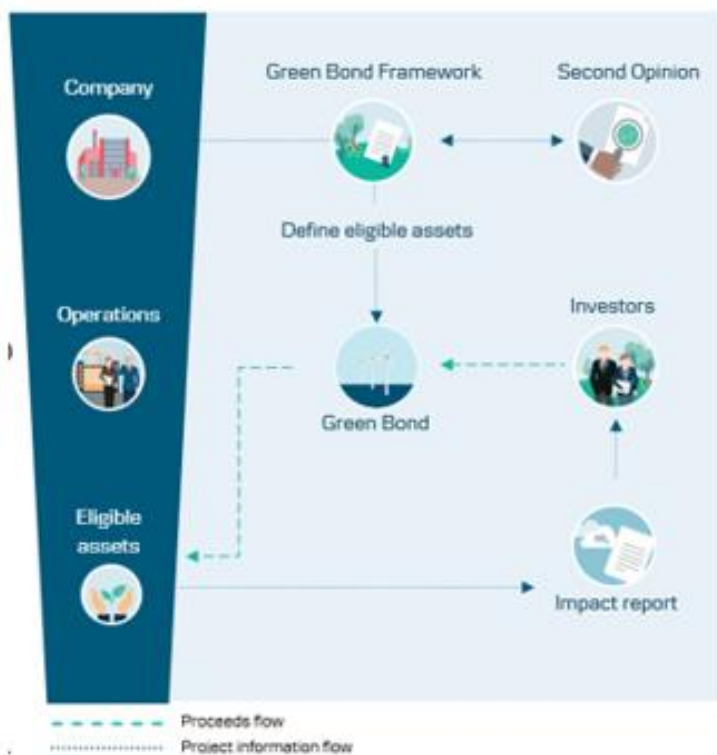 Company
Green Bond Framework
Second Opinion
Define eligible assets
Operations
Investors
Green Bond
Eligible
assets
Impact report
Proceeds flow
Project information flow